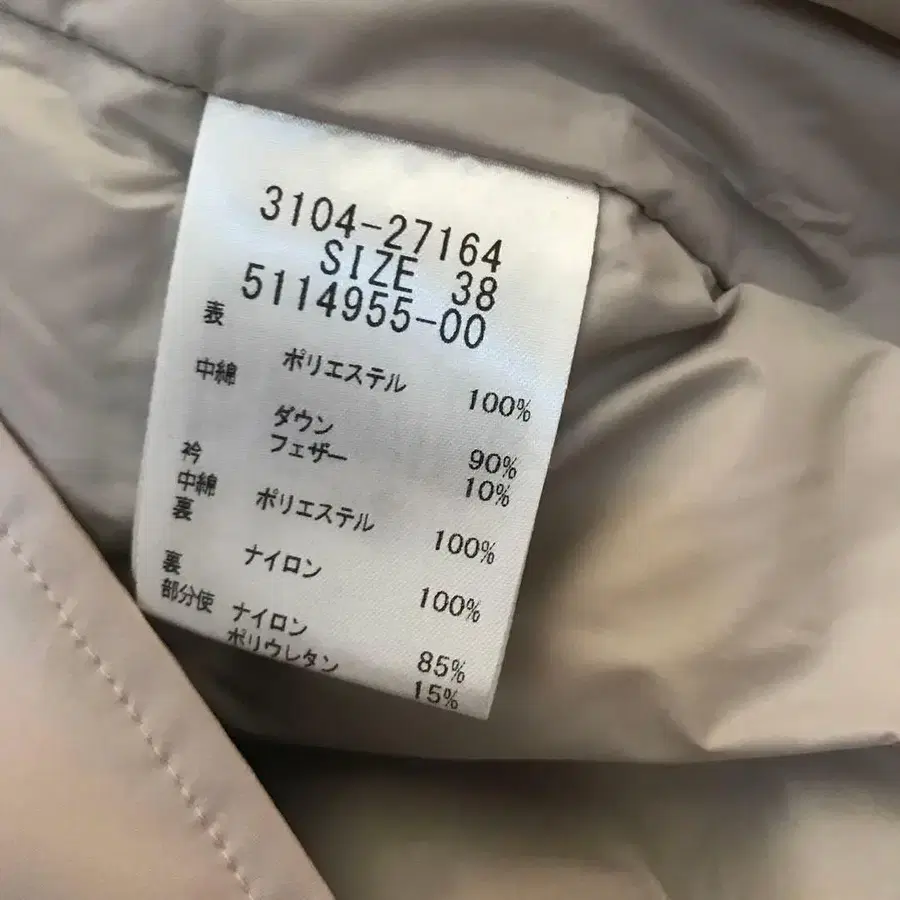 3104-27164
SIZE 38
5114955-00
表
ポリエステル 100%
中綿
ダウン 90%
フェザー 10%
衿
中綿 ポリエステル 100%
裏
ナイロン 100%
裏
部分使 ナイロン 85%
ポリウレタン 15%